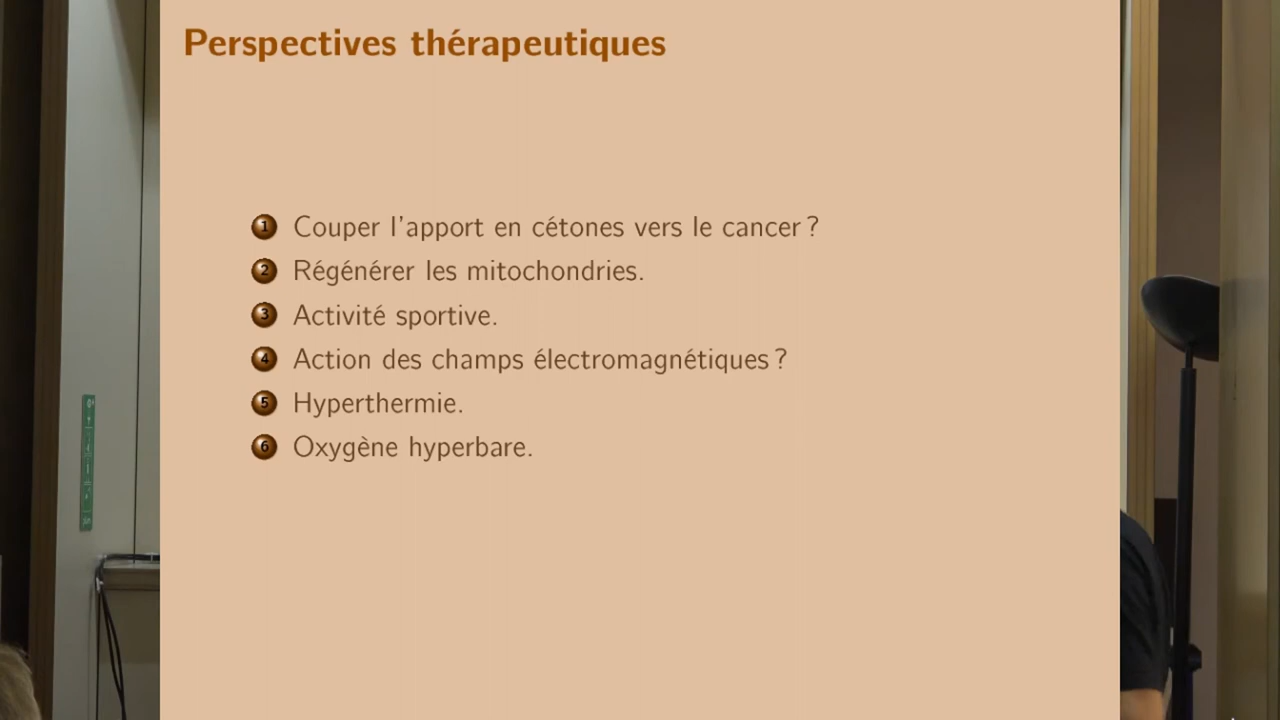 Perspectives thérapeutiques
1 Couper l'apport en cétones vers le cancer ?
2 Régénérer les mitochondries.
3 Activité sportive.
4 Action des champs électromagnétiques ?
5 Hyperthermie.
6 Oxygène hyperbare.